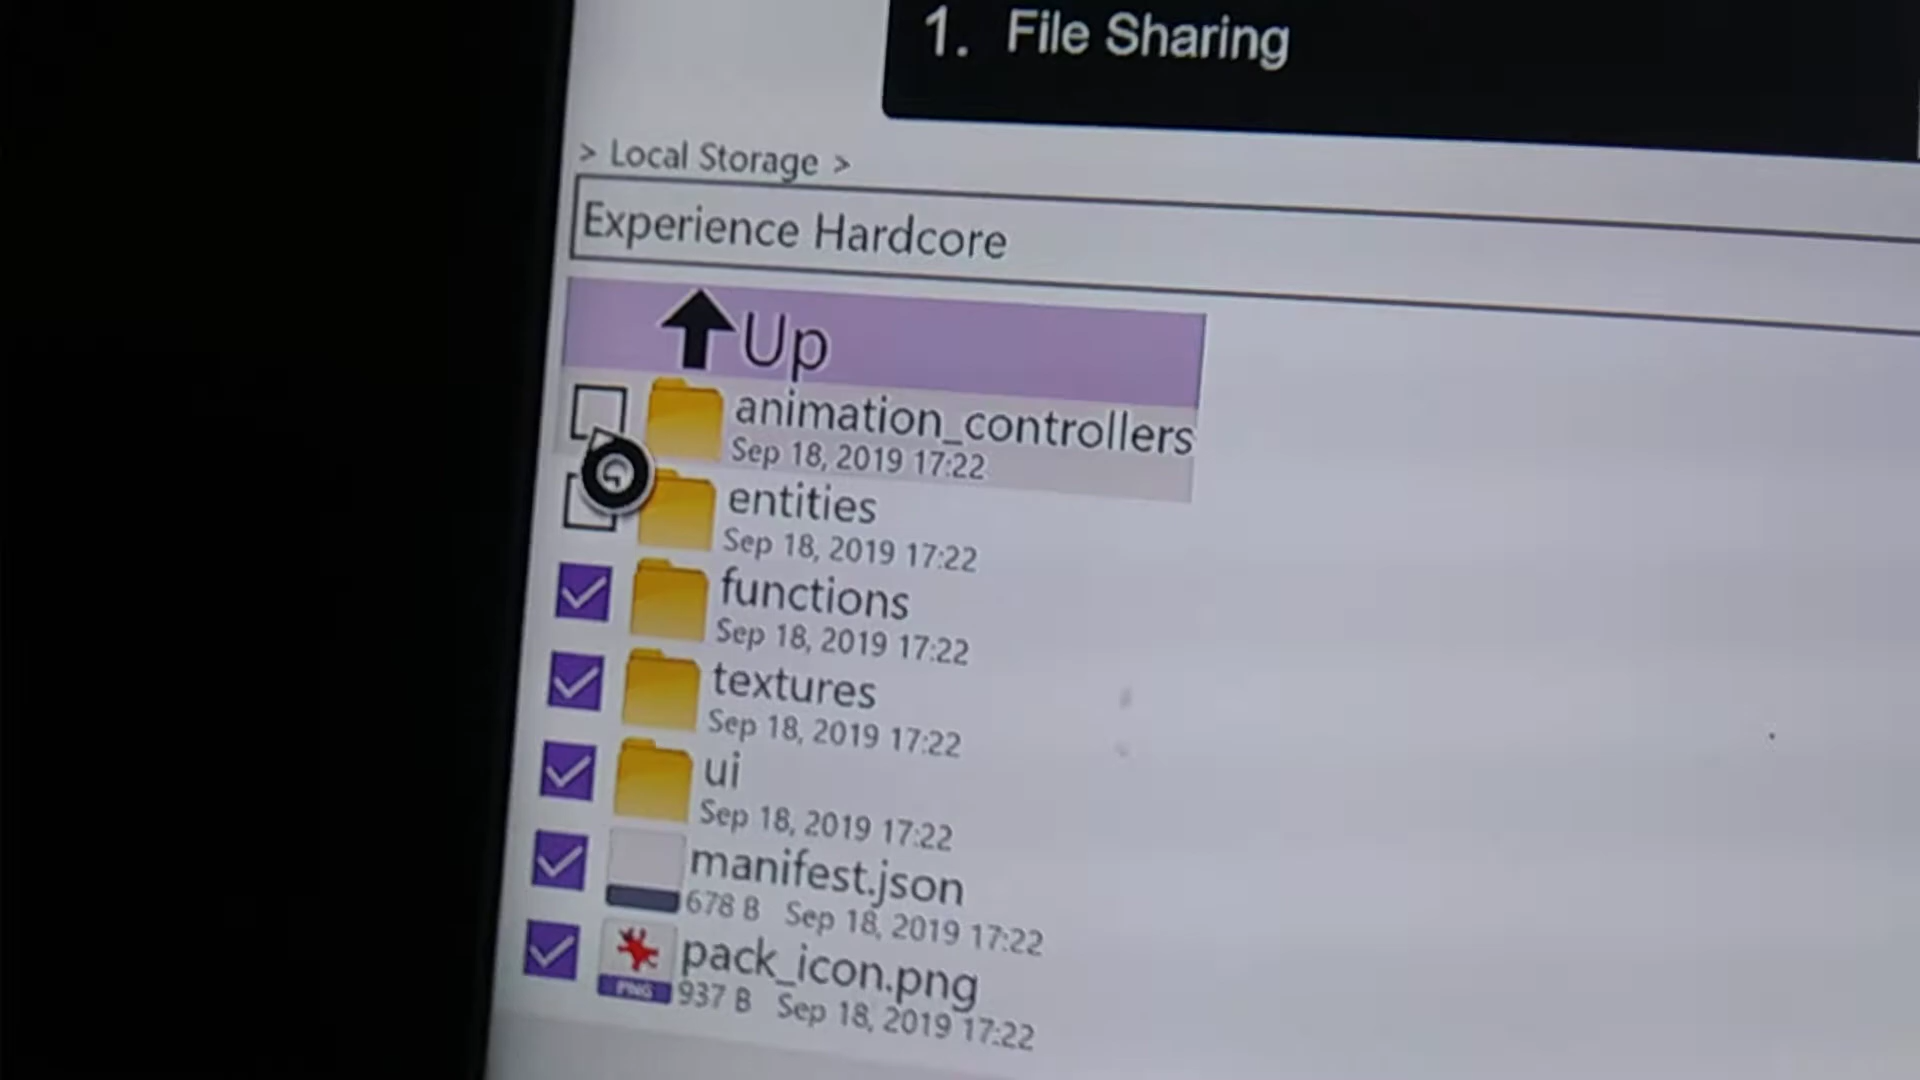 1. File Sharing
> Local Storage >
Experience Hardcore
Up
animation_controllers
Sep 18, 2019 17:22
entities
Sep 18, 2019 17:22
functions
Sep 18, 2019 17:22
textures
Sep 18, 2019 17:22
ui
Sep 18, 2019 17:22
manifest.json
678 B Sep 18, 2019 17:22
pack_icon.png
PNG
937 B Sep 18, 2019 17:22